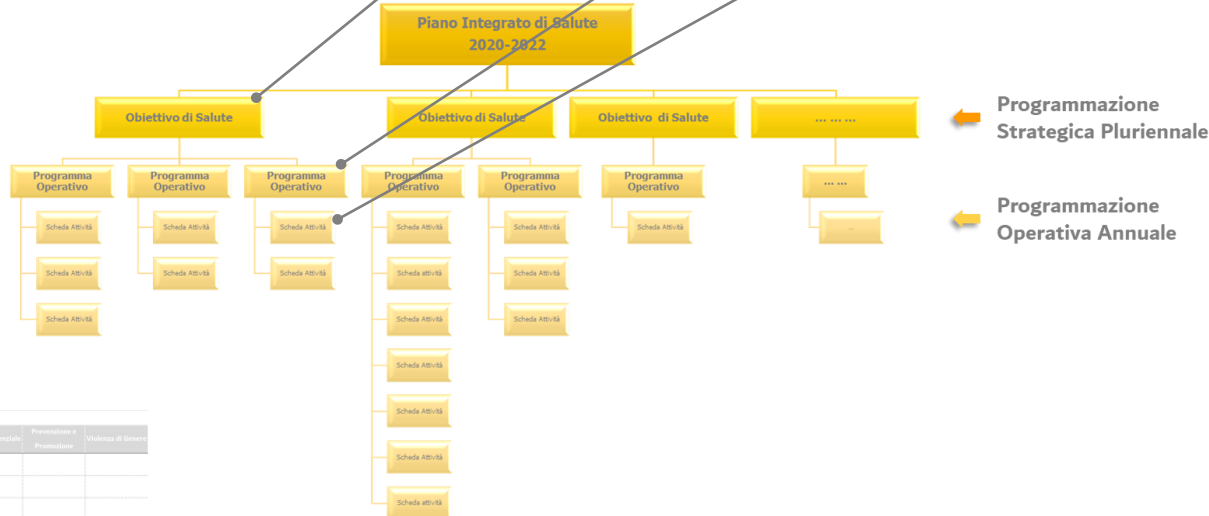 Piano Integrato di Salute
2020-2022
Obiettivo di Salute
Obiettivo di Salute
Obiettivo di Salute
... ... ...
Programmazione
Strategica Pluriennale
Programma
Operativo
Programma
Operativo
Programma
Operativo
Programma
Operativo
Programma
Operativo
Programma
Operativo
... ...
Programmazione
Operativa Annuale
Scheda Attività
Scheda Attività
Scheda Attività
Scheda Attività
Scheda Attività
Scheda Attività
...
Scheda Attività
Scheda Attività
Scheda Attività
Scheda attività
Scheda Attività
Scheda Attività
Scheda Attività
Scheda Attività
Scheda Attività
Scheda Attività
Scheda Attività
Scheda attività
Prevenzione e
Promozione
Violenza di Genere